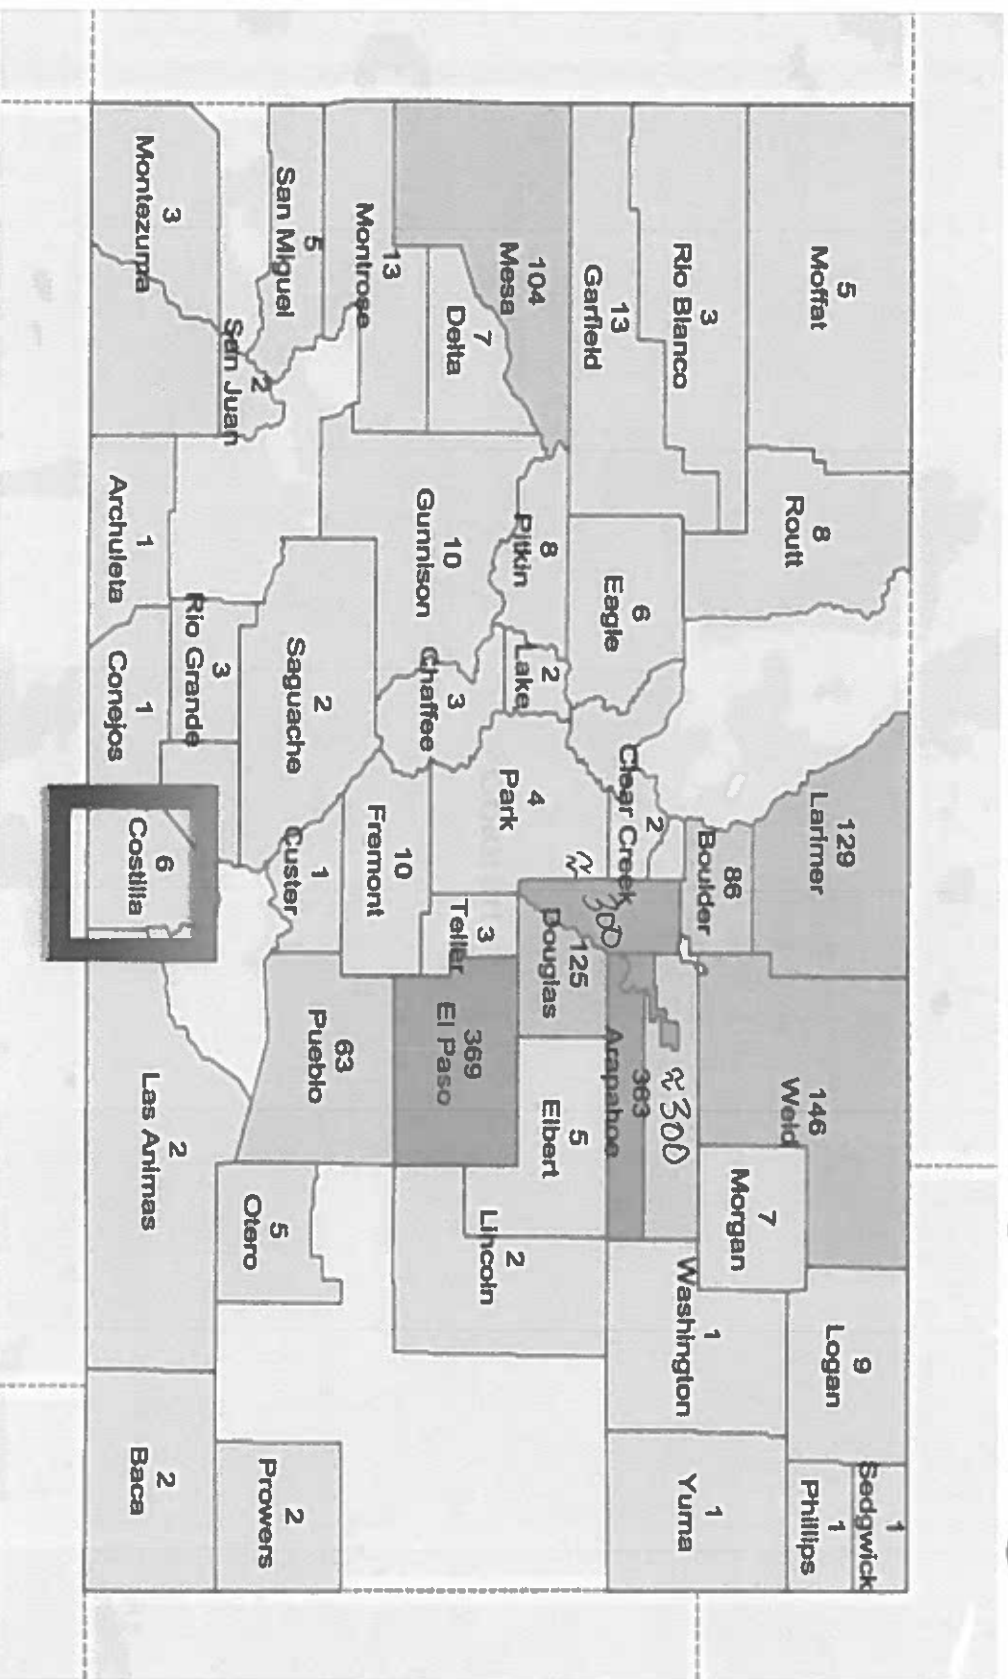 5
Moffat
8
Routt
129
Larimer
146
Weld
9
Logan
1
Sedgwick
1
Phillips
3
Rio Blanco
86
Boulder
7
Morgan
1
Washington
1
Yuma
13
Garfield
6
Eagle
2
Clear Creek
≈
300
≈300
363
Arapahoe
104
Mesa
8
Pitkin
2
Lake
4
Park
125
Douglas
5
Elbert
7
Delta
10
Gunnison
3
Chaffee
3
Teller
369
El Paso
2
Lincoln
13
Montrose
10
Fremont
5
San Miguel
2
Saguache
1
Custer
63
Pueblo
5
Otero
2
Prowers
2
San Juan
3
Rio Grande
3
Montezuma
1
Archuleta
1
Conejos
6
Costilla
2
Las Animas
2
Baca